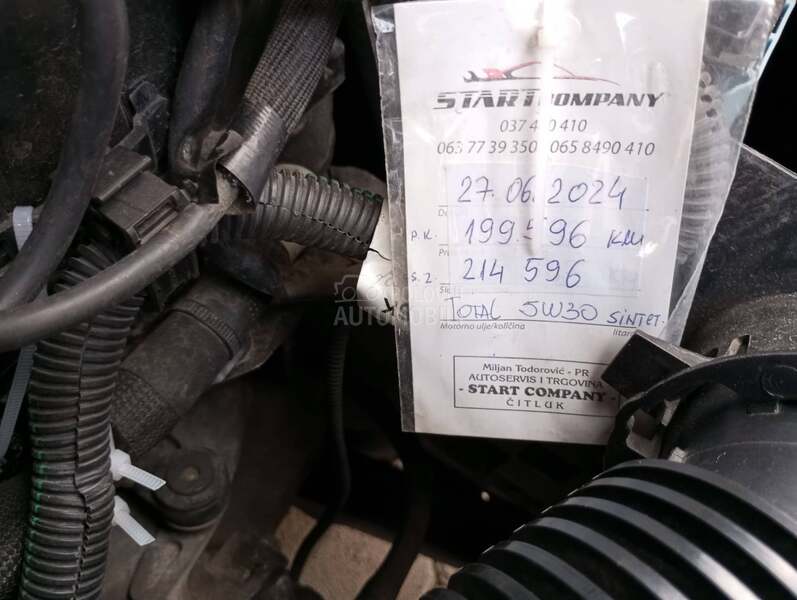 START COMPANY
037 410 410
063 77 39 350 065 8490 410
27.06.2024
P.K. 199.596 KM
S.Z. 214 596
TOTAL 5W30 SINTET.
Motorno ulje/količina
Miljan Todorović - PR
AUTOSERVIS I TRGOVINA
- START COMPANY -
ČITLUK